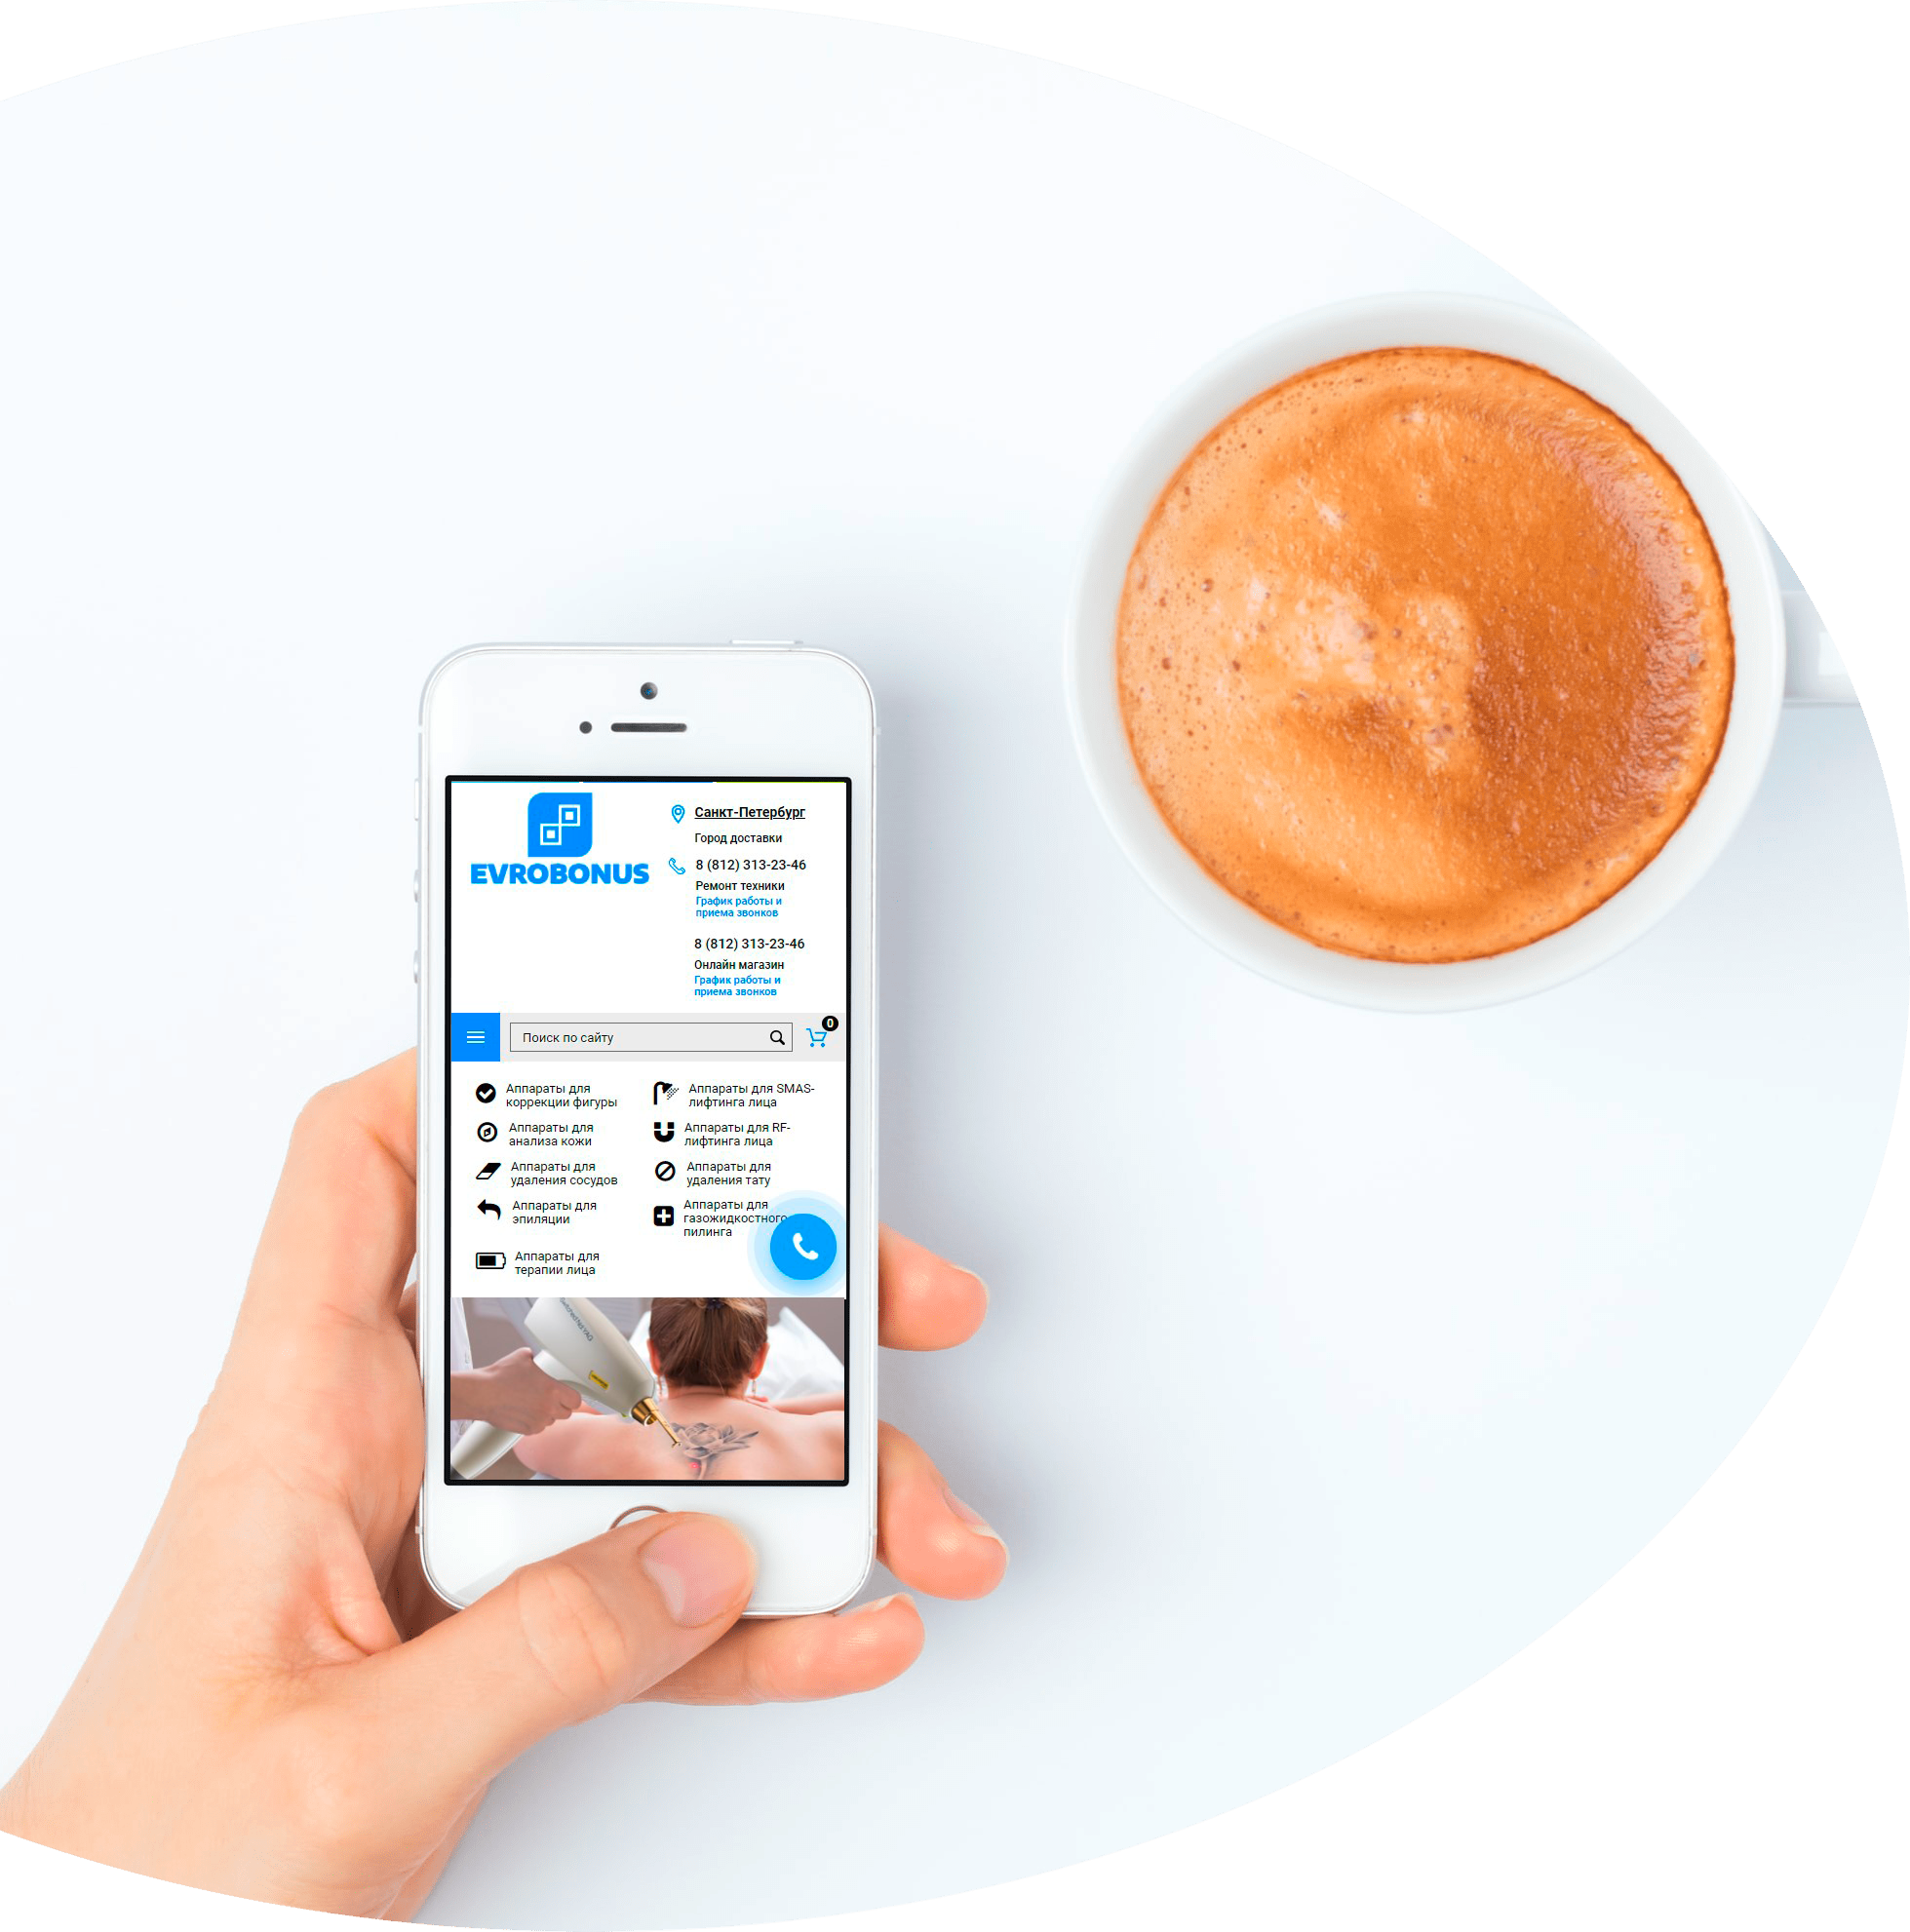 EVROBONUS
Санкт-Петербург
Город доставки
8 (812) 313-23-46
Ремонт техники
График работы и
приема звонков
8 (812) 313-23-46
Онлайн магазин
График работы и
приема звонков
Поиск по сайту
0
Аппараты для
коррекции фигуры
Аппараты для SMAS-
лифтинга лица
Аппараты для
анализа кожи
Аппараты для RF-
лифтинга лица
Аппараты для
удаления сосудов
Аппараты для
удаления тату
Аппараты для
эпиляции
Аппараты для
газожидкостного
пилинга
Аппараты для
терапии лица